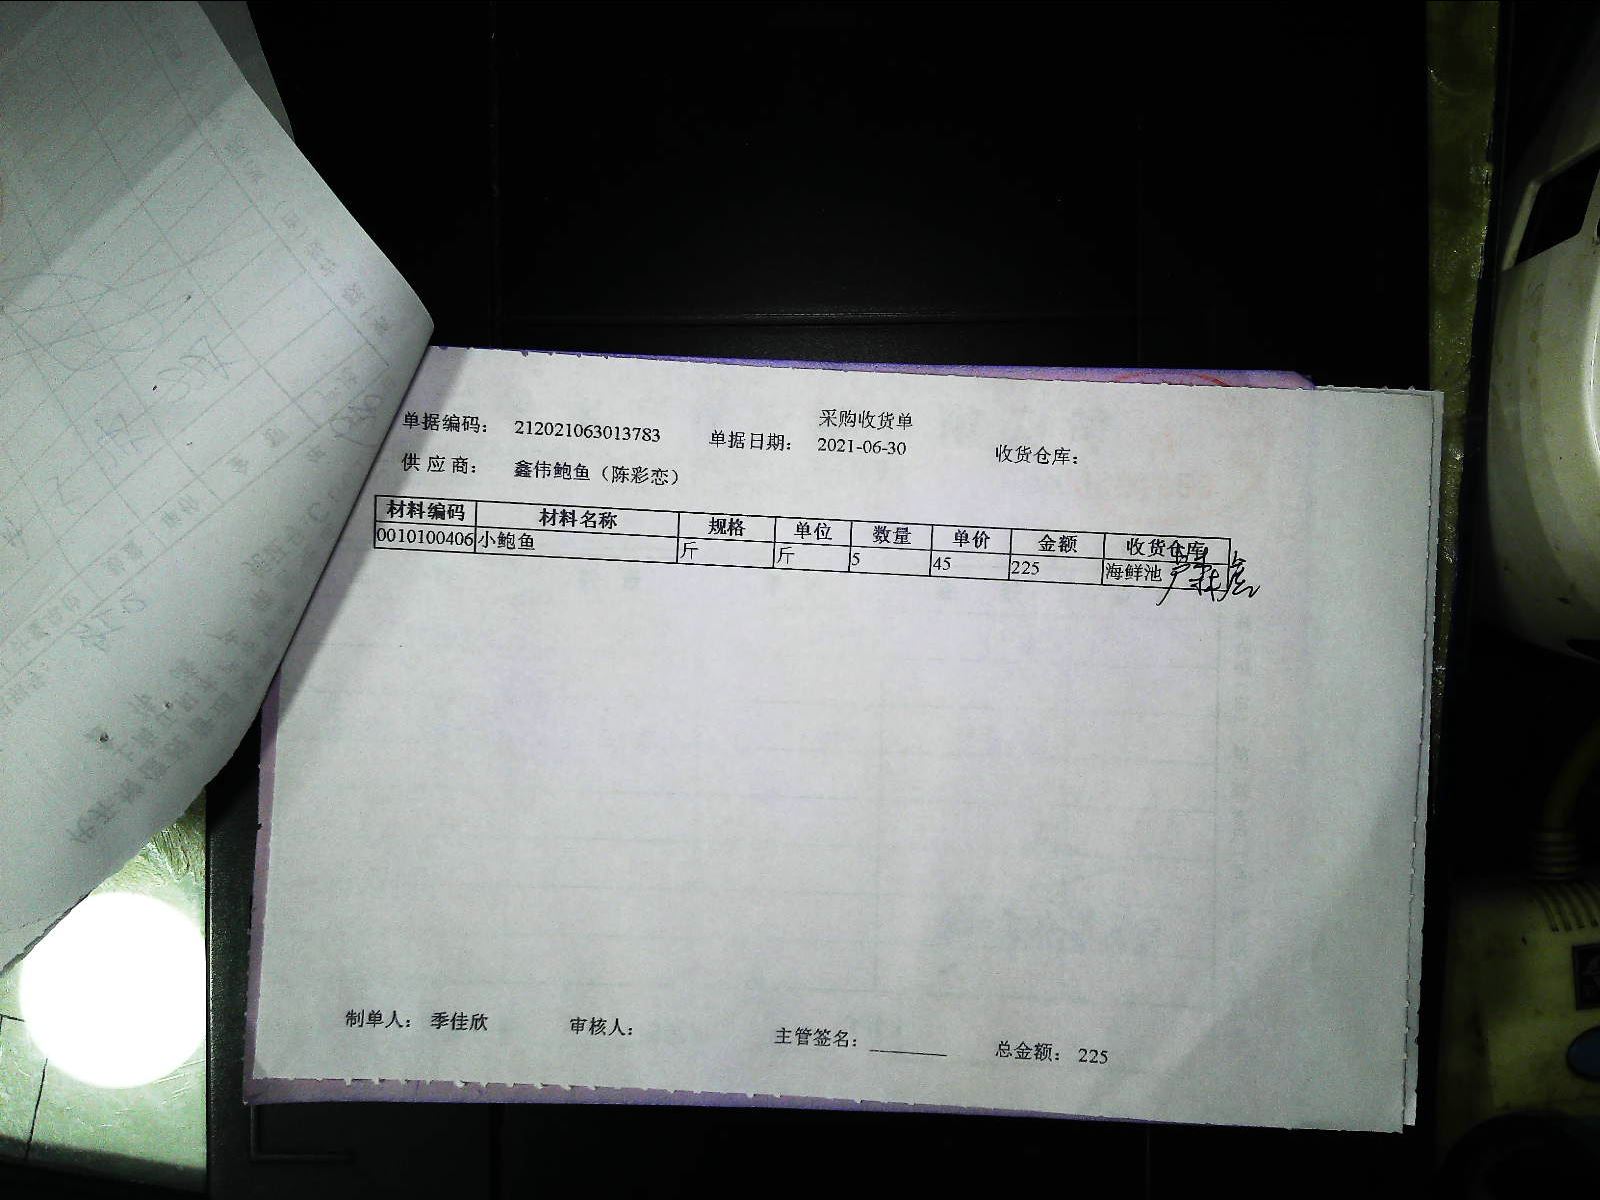 采购收货单
单据编码： 212021063013783 单据日期： 2021-06-30 收货仓库：
供 应 商： 鑫伟鲍鱼（陈彩恋）
材料编码 材料名称 规格 单位 数量 单价 金额 收货仓库
0010100406 小鲍鱼 斤 斤 5 45 225 海鲜池
制单人： 季佳欣 审核人： 主管签名： 总金额： 225